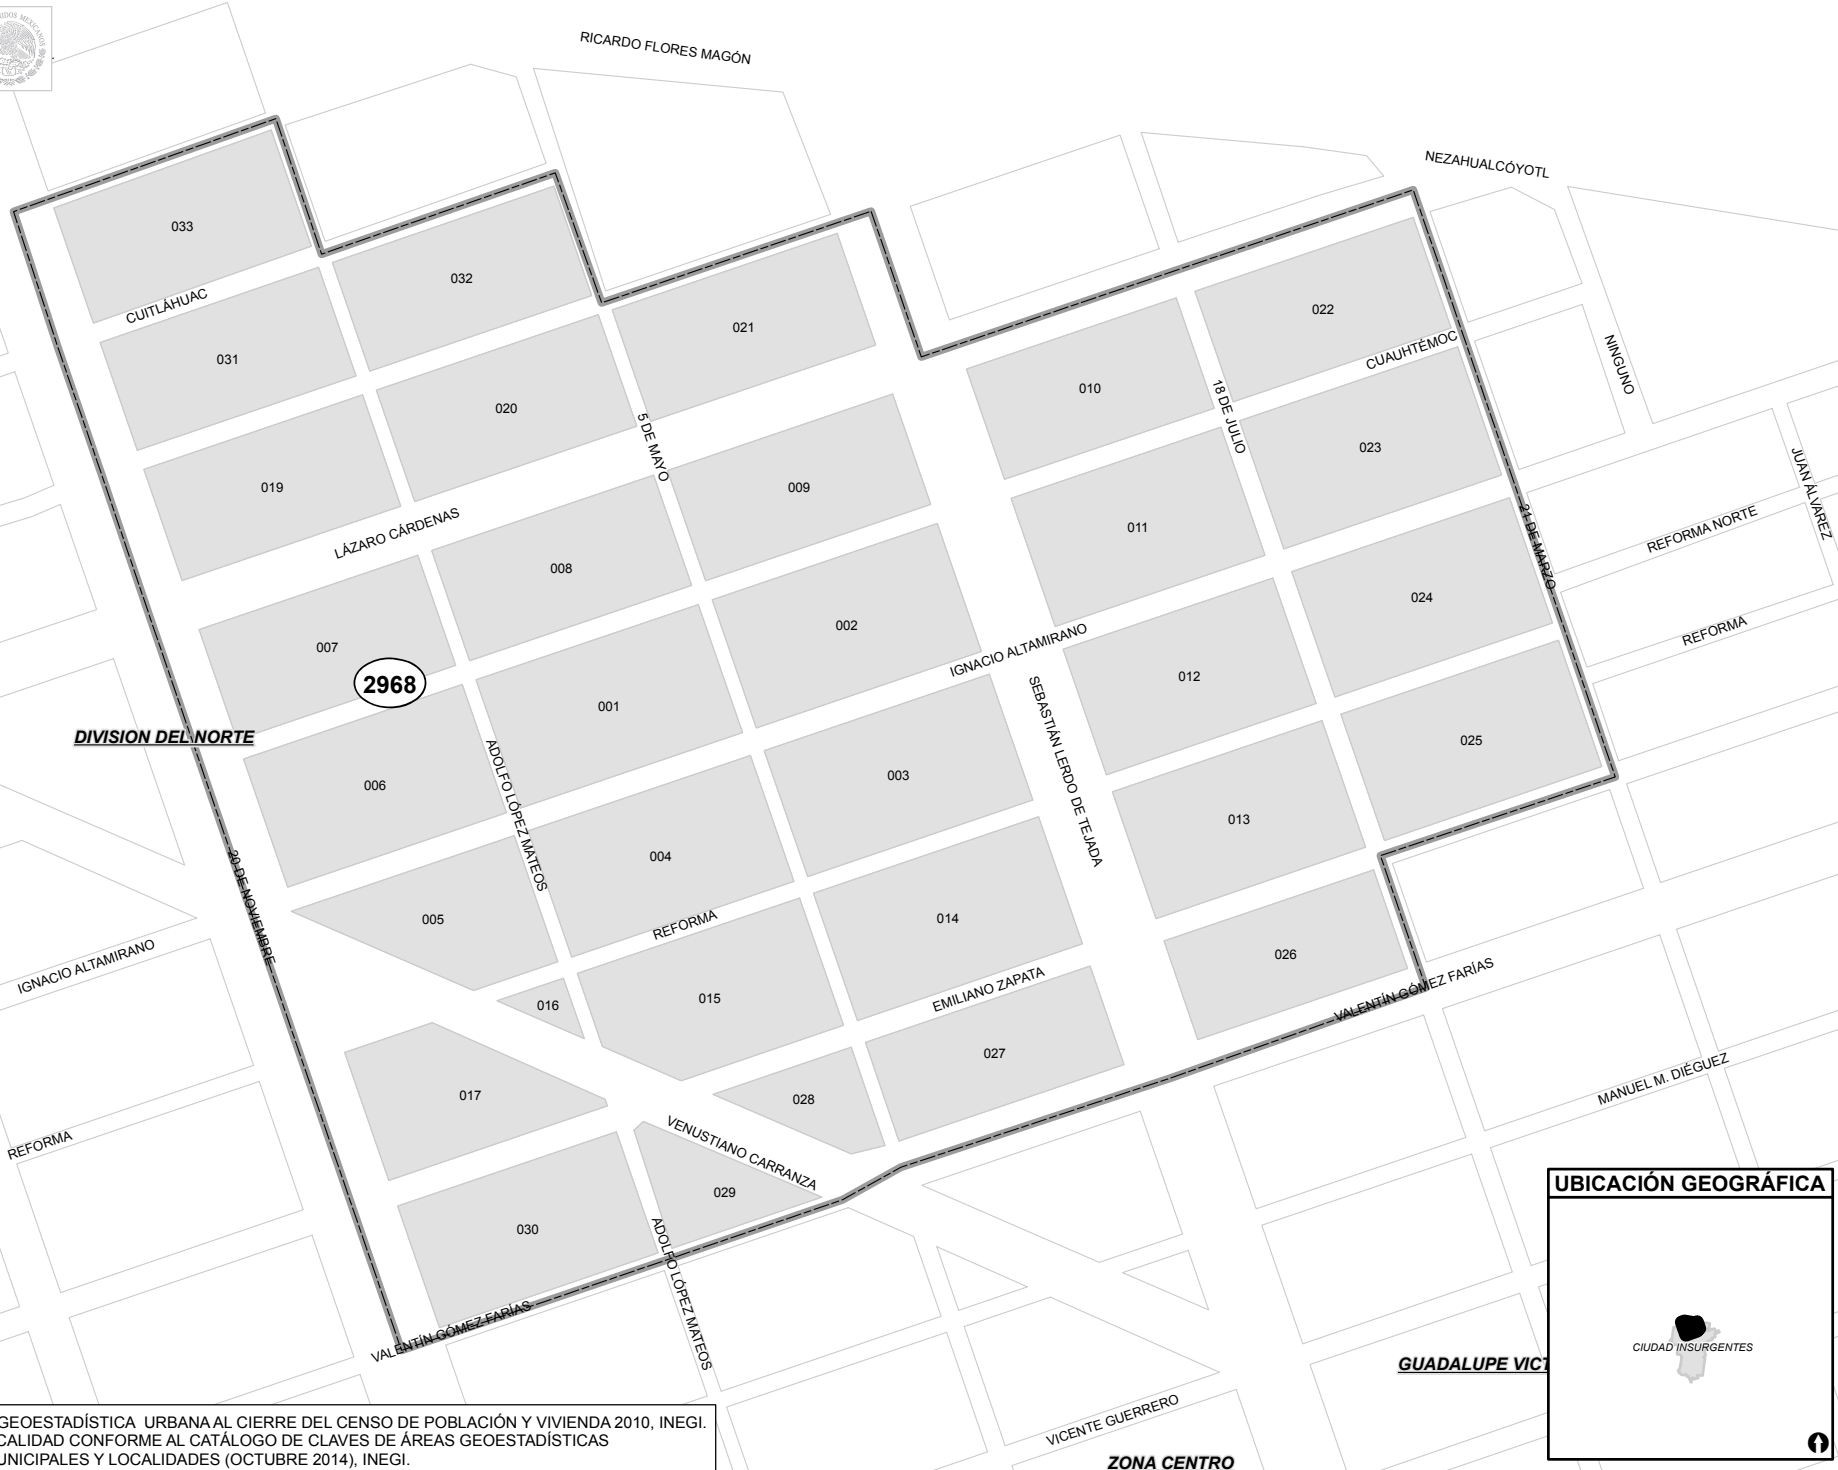 RICARDO FLORES MAGÓN
NEZAHUALCÓYOTL
033
032
CUITLÁHUAC
021
022
031
CUAUHTÉMOC
NINGUNO
010
18 DE JULIO
020
5 DE MAYO
023
019
009
JUAN ÁLVAREZ
LÁZARO CÁRDENAS
011
21 DE MARZO
REFORMA NORTE
008
024
002
REFORMA
007
IGNACIO ALTAMIRANO
2968
012
001
DIVISION DEL NORTE
025
006
ADOLFO LÓPEZ MATEOS
003
SEBASTIÁN LERDO DE TEJADA
013
004
20 DE NOVIEMBRE
005
REFORMA
014
026
IGNACIO ALTAMIRANO
016
015
EMILIANO ZAPATA
VALENTÍN GÓMEZ FARÍAS
027
017
028
MANUEL M. DIÉGUEZ
REFORMA
VENUSTIANO CARRANZA
029
030
ADOLFO LÓPEZ MATEOS
VALENTÍN GÓMEZ FARÍAS
UBICACIÓN GEOGRÁFICA
CIUDAD INSURGENTES
GUADALUPE VICT
VICENTE GUERRERO
ZONA CENTRO
GEOESTADÍSTICA URBANA AL CIERRE DEL CENSO DE POBLACIÓN Y VIVIENDA 2010, INEGI.
CALIDAD CONFORME AL CATÁLOGO DE CLAVES DE ÁREAS GEOESTADÍSTICAS
UNICIPALES Y LOCALIDADES (OCTUBRE 2014), INEGI.